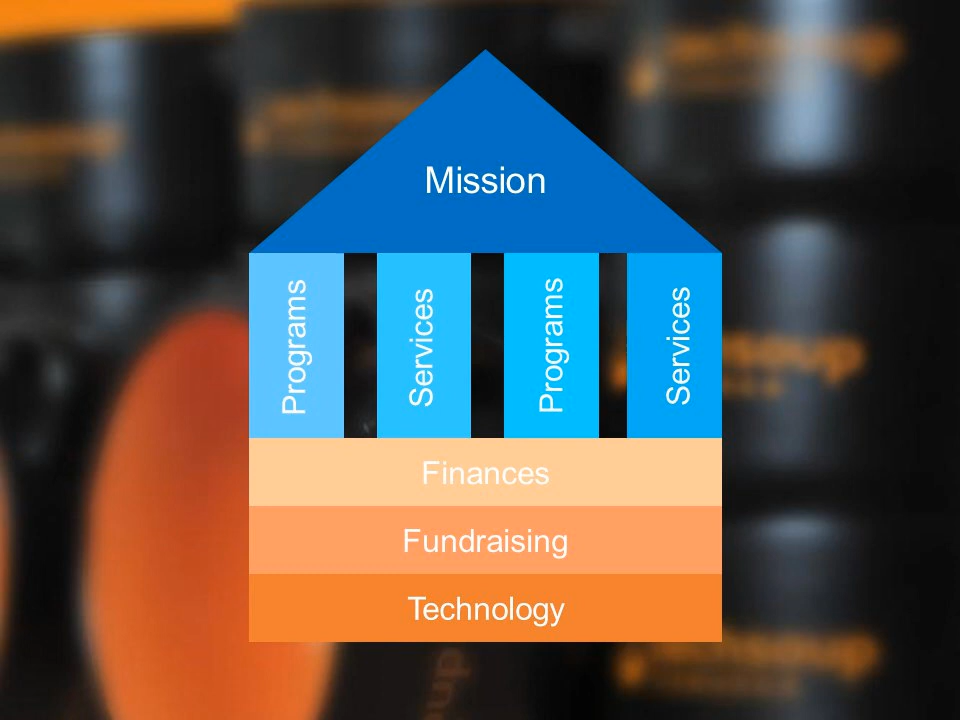 Mission
Programs
Services
Programs
Services
Finances
Fundraising
Technology